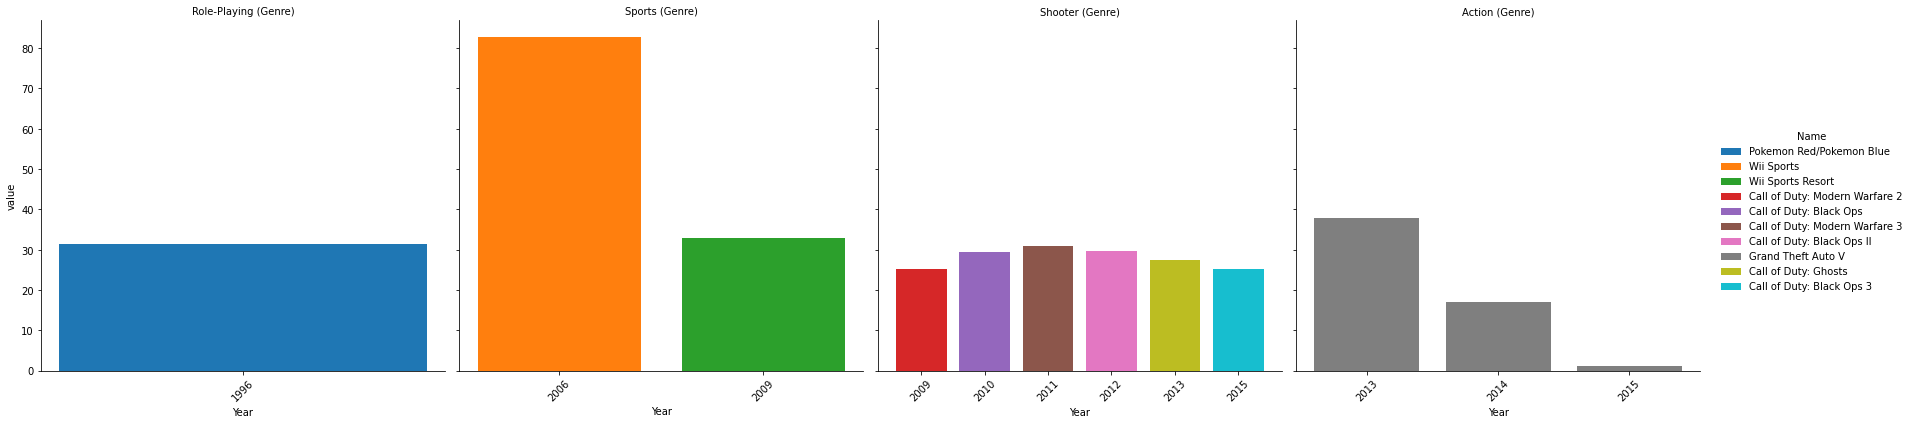 Role-Playing (Genre)
Sports (Genre)
Shooter (Genre)
Action (Genre)
80
70
60
50
40
30
20
10
0
value
1996
2006
2009
2009
2010
2011
2012
2013
2015
2013
2014
2015
Year
Year
Year
Year
Name
Pokemon Red/Pokemon Blue
Wii Sports
Wii Sports Resort
Call of Duty: Modern Warfare 2
Call of Duty: Black Ops
Call of Duty: Modern Warfare 3
Call of Duty: Black Ops II
Grand Theft Auto V
Call of Duty: Ghosts
Call of Duty: Black Ops 3